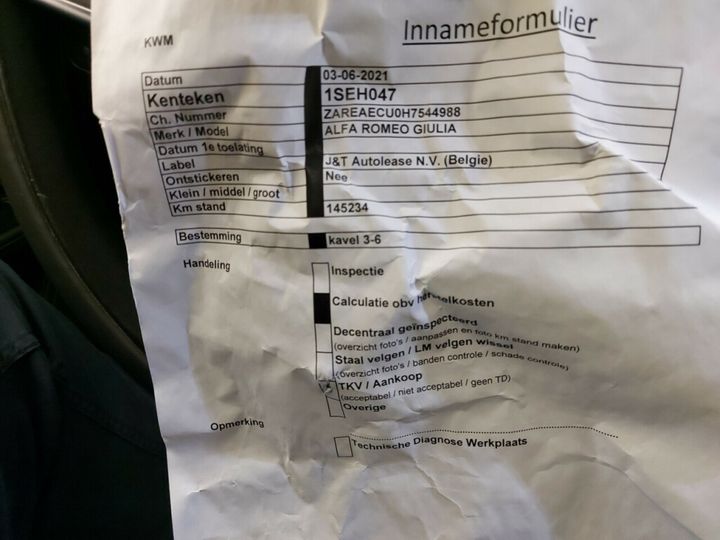 Innameformulier
KWM
Datum 03-06-2021
Kenteken 1SEH047
Ch. Nummer ZAREAECU0H7544988
Merk / Model ALFA ROMEO GIULIA
Datum 1e toelating
Label J&T Autolease N.V. (Belgie)
Ontstickeren Nee
Klein / middel / groot
Km stand 145234
Bestemming kavel 3-6
Handeling
Inspectie
Calculatie obv herstelkosten
Decentraal geïnspecteerd
(overzicht foto's / aanpassen en foto km stand maken)
Staal velgen / LM velgen wissel
(overzicht foto's / banden controle / schade controle)
TKV / Aankoop
(acceptabel / niet acceptabel / geen TD)
Overige
Opmerking
Technische Diagnose Werkplaats